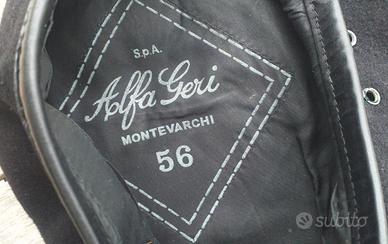 S.p.A.
Alfa Geri
MONTEVARCHI
56
subito